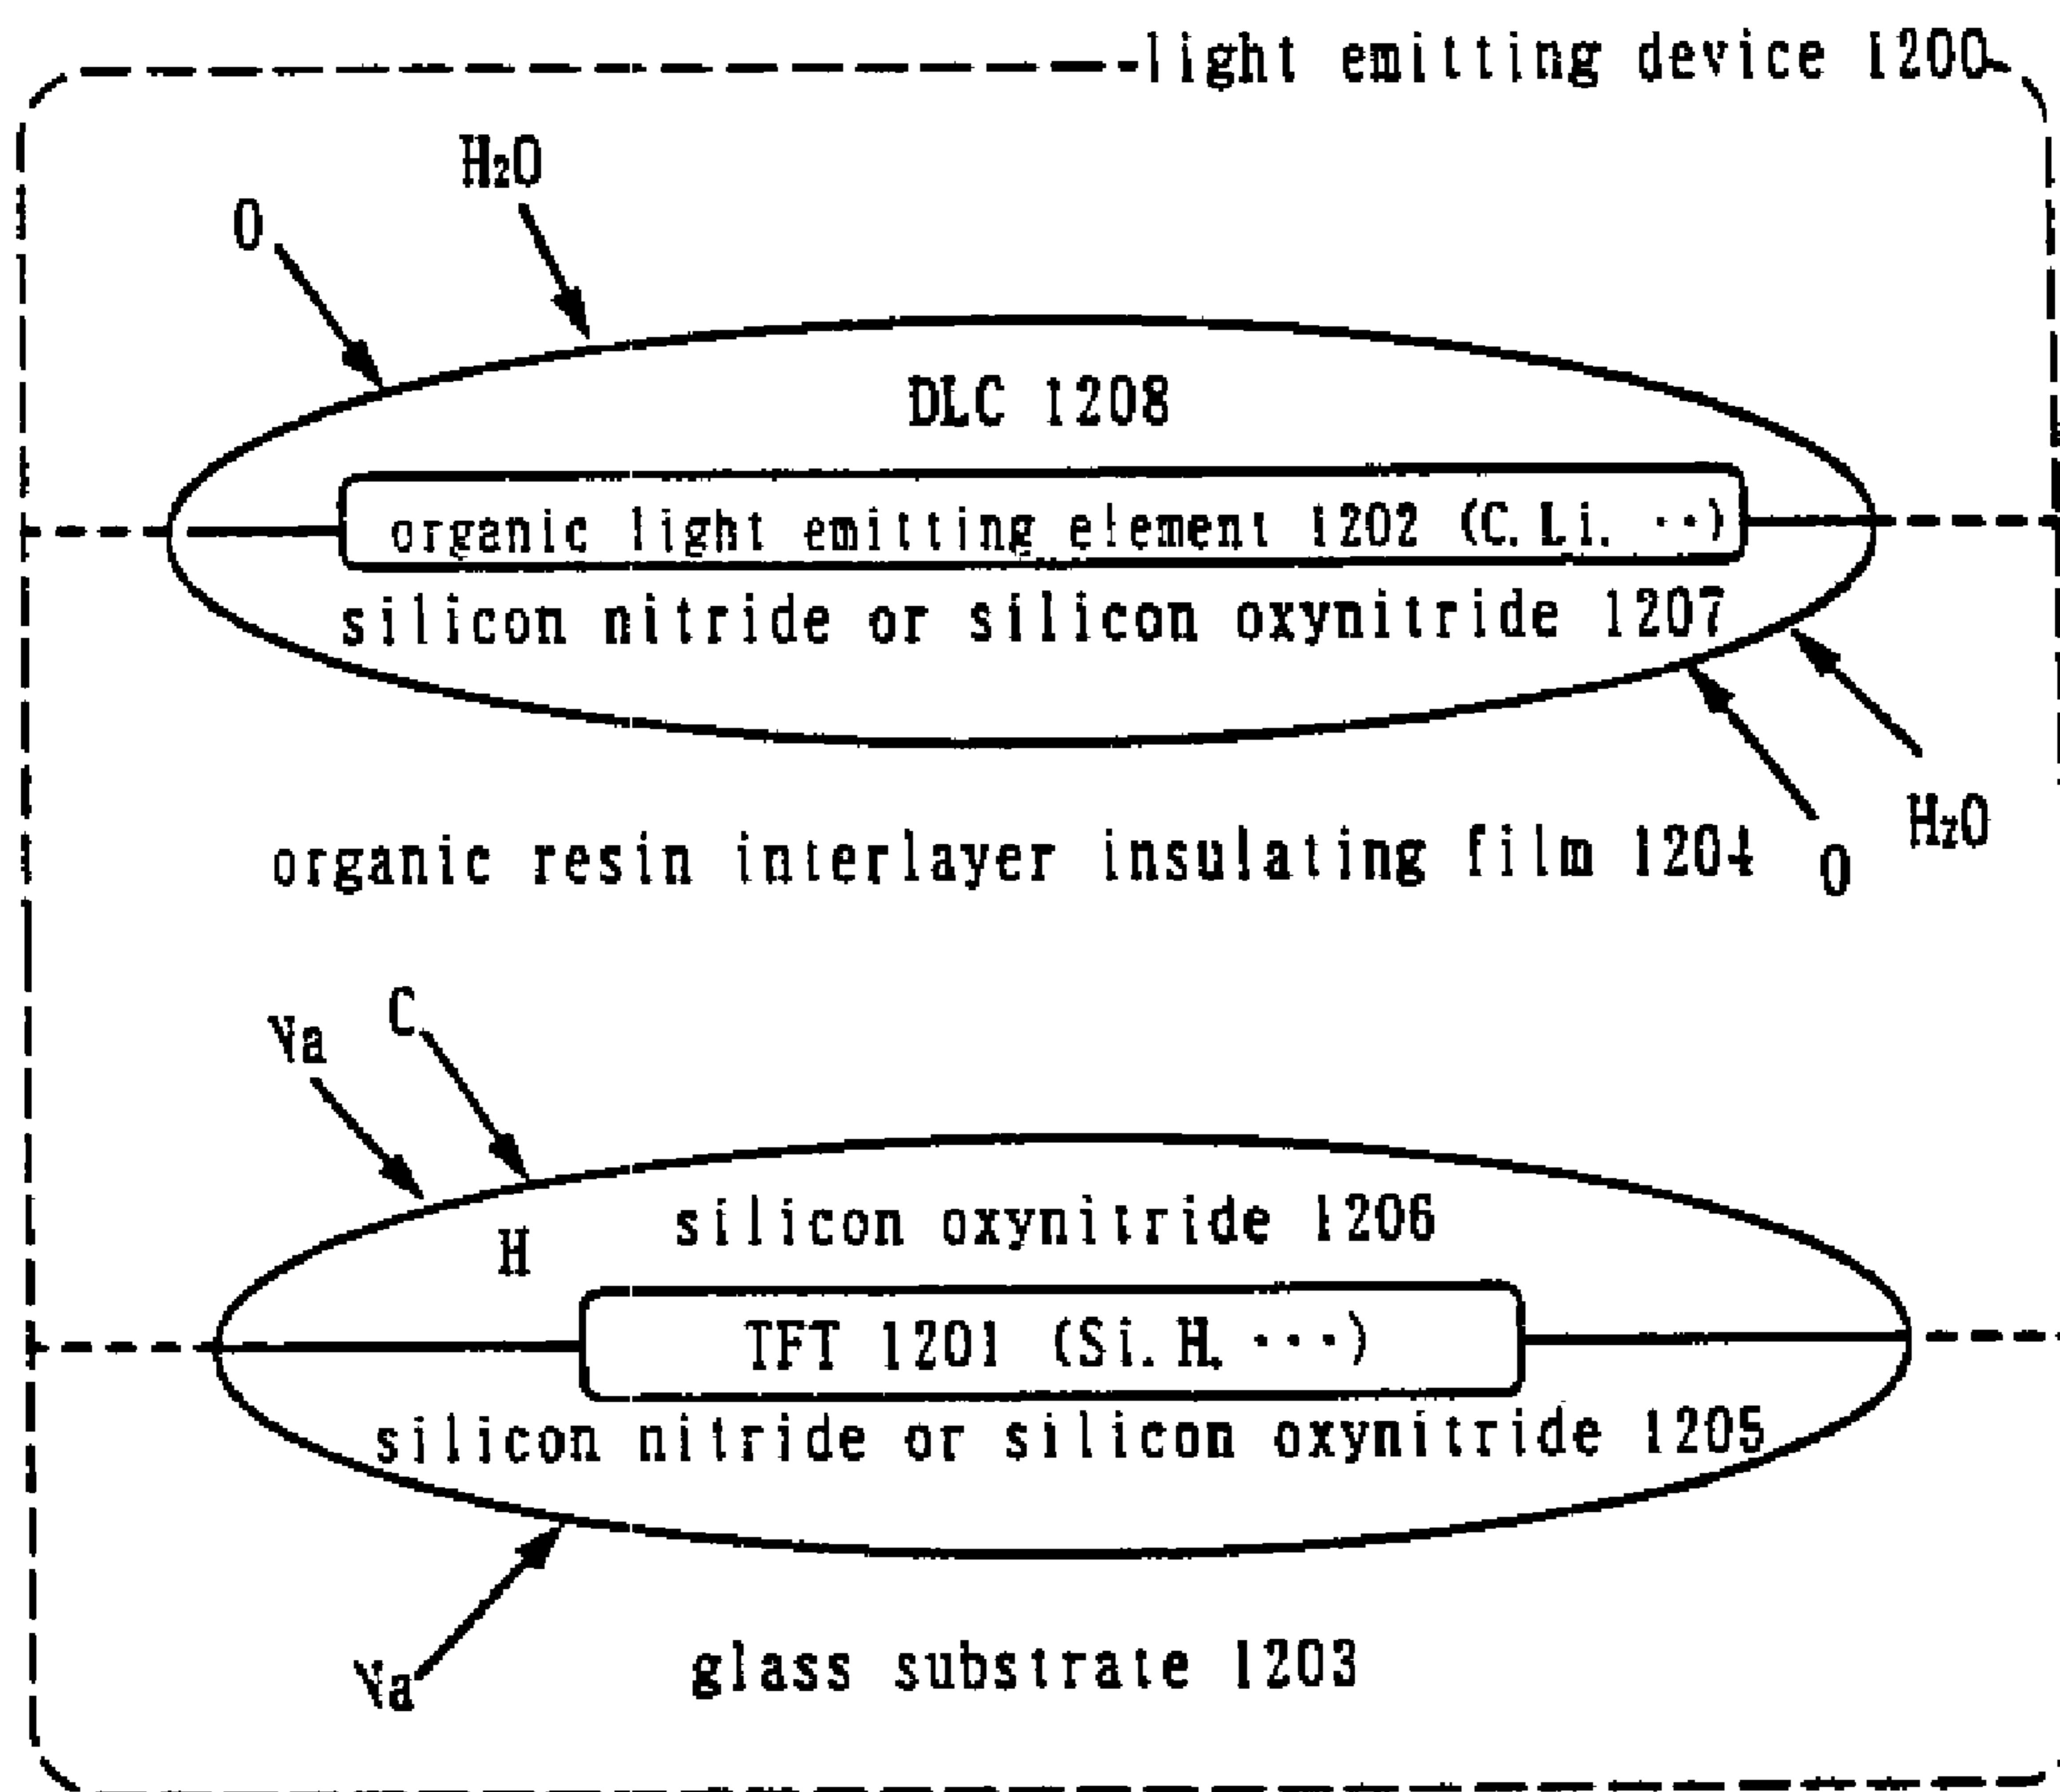 light emitting device 1200
H₂O
O
DLC 1208
organic light emitting element 1202 (C. Li. ‥)
silicon nitride or silicon oxynitride 1207
H₂O
organic resin interlayer insulating film 1204
O
C
Na
silicon oxynitride 1206
H
TFT 1201 (Si. H. ···)
silicon nitride or silicon oxynitride 1205
glass substrate 1203
Na